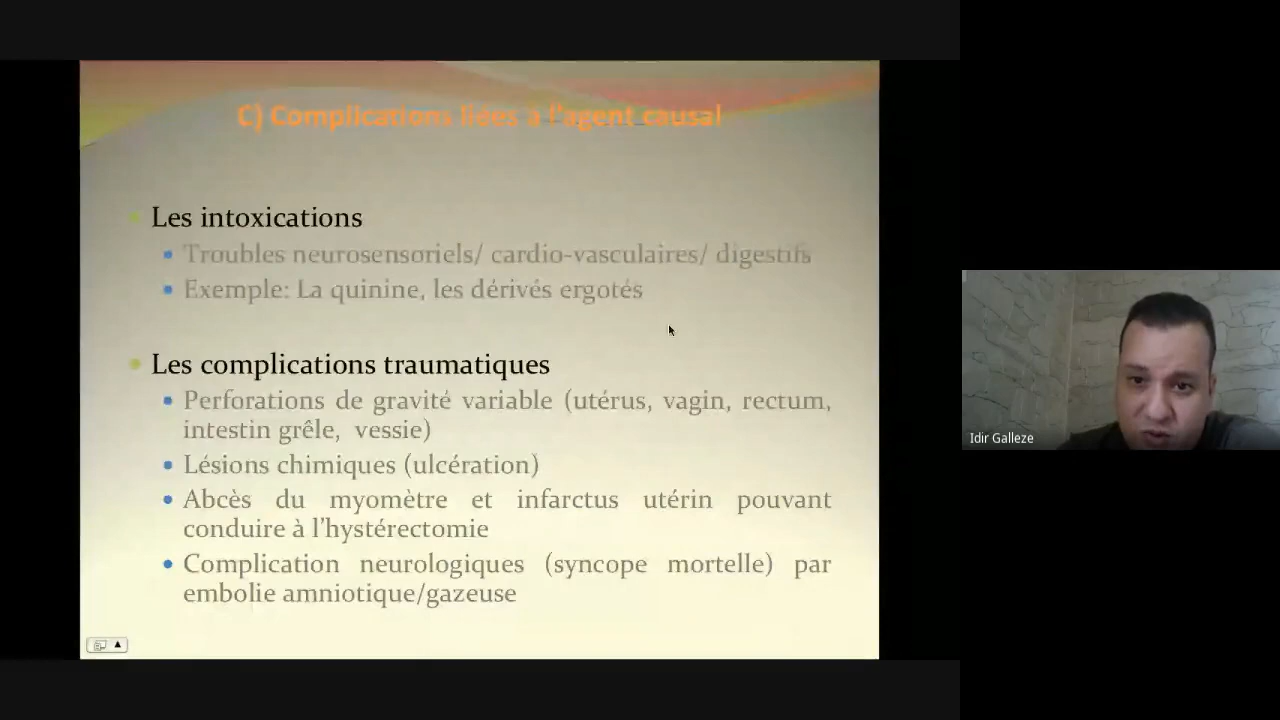 C) Complications liées à l'agent causal
• Les intoxications
• Troubles neurosensoriels/ cardio-vasculaires/ digestifs
• Exemple: La quinine, les dérivés ergotés
• Les complications traumatiques
• Perforations de gravité variable (utérus, vagin, rectum,
intestin grêle, vessie)
• Lésions chimiques (ulcération)
• Abcès du myomètre et infarctus utérin pouvant
conduire à l'hystérectomie
• Complication neurologiques (syncope mortelle) par
embolie amniotique/gazeuse
Idir Galleze